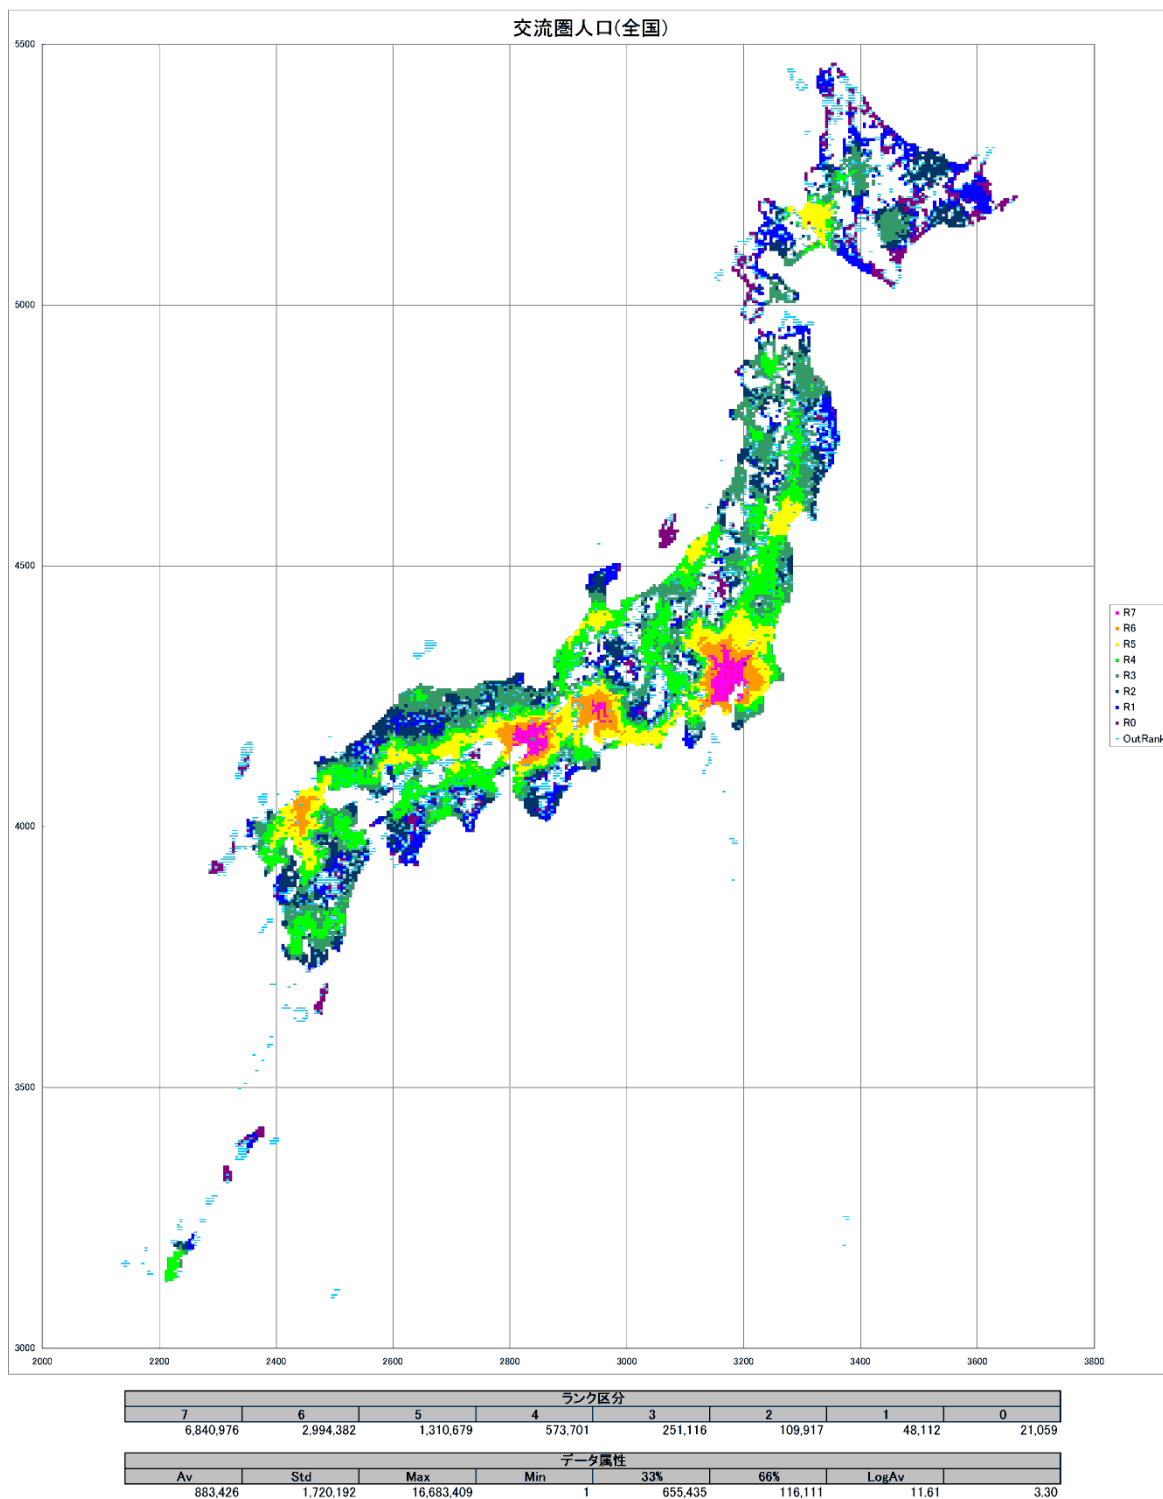 交流圏人口(全国)
5500
5000
4500
4000
3500
3000
2000 2200 2400 2600 2800 3000 3200 3400 3600 3800
R7
R6
R5
R4
R3
R2
R1
R0
OutRank
ランク区分
7 6 5 4 3 2 1 0
6,840,976 2,994,382 1,310,679 573,701 251,116 109,917 48,112 21,059
データ属性
Av Std Max Min 33% 66% LogAv
883,426 1,720,192 16,683,409 1 655,435 116,111 11.61 3.30